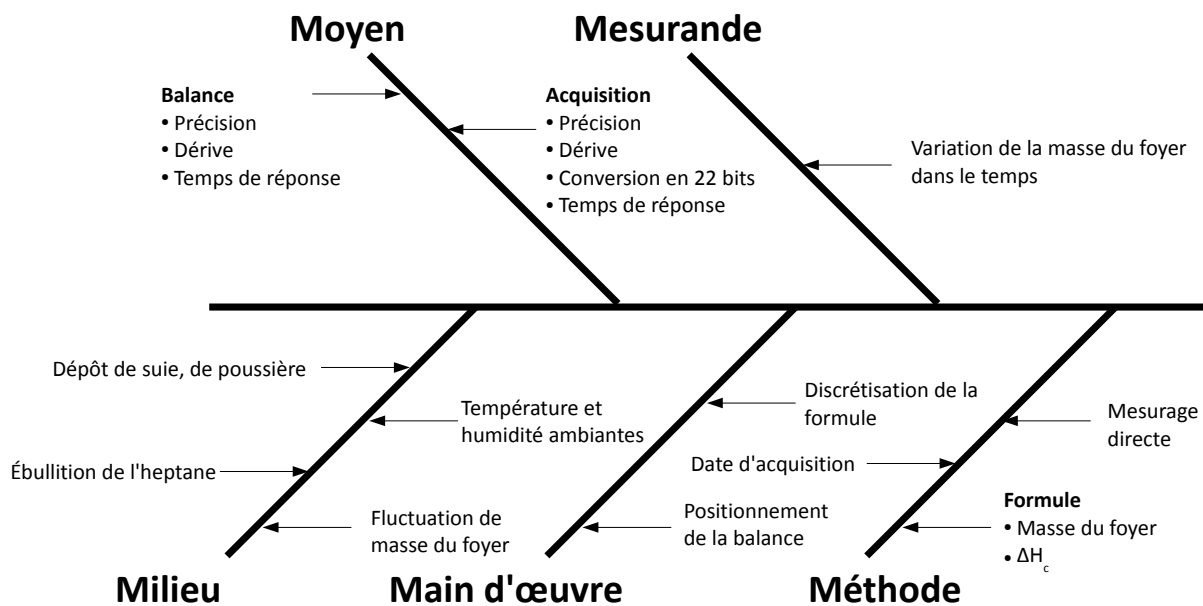 Moyen
Mesurande
Balance
• Précision
• Dérive
• Temps de réponse
Acquisition
• Précision
• Dérive
• Conversion en 22 bits
• Temps de réponse
Variation de la masse du foyer
dans le temps
Dépôt de suie, de poussière
Température et
humidité ambiantes
Ébullition de l'heptane
Fluctuation de
masse du foyer
Discrétisation de la
formule
Positionnement
de la balance
Mesurage
directe
Date d'acquisition
Formule
• Masse du foyer
• ΔHc
Milieu
Main d'œuvre
Méthode